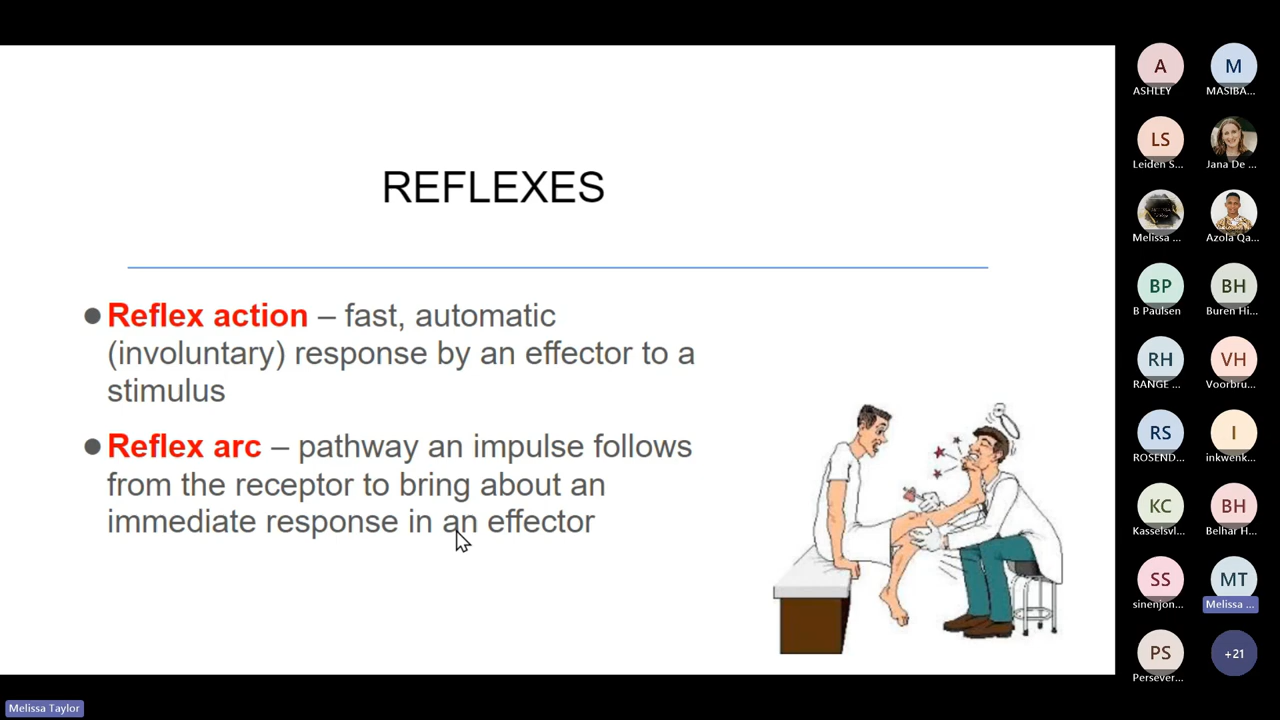 REFLEXES
● Reflex action – fast, automatic
(involuntary) response by an effector to a
stimulus
● Reflex arc – pathway an impulse follows
from the receptor to bring about an
immediate response in an effector
A
ASHLEY
M
MASIBA...
LS
Leiden S...
Jana De ...
Melissa ...
Azola Qa...
BP
B Paulsen
BH
Buren Hi...
RH
RANGE ...
VH
Voorbru...
RS
ROSEND...
I
inkwenk...
KC
Kasselsvl...
BH
Belhar H...
SS
sinenjon...
MT
Melissa ...
PS
Persever...
+21
Melissa Taylor